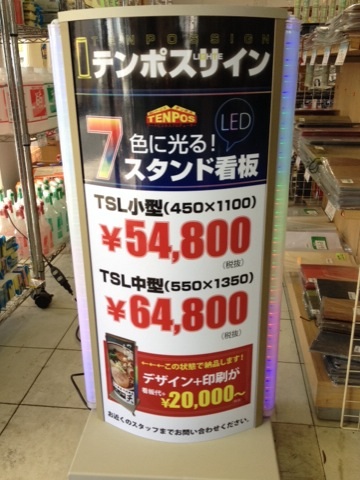 TENPOSSIGN
テンポスサイン
TENPOS
LED
7色に光る!
スタンド看板
TSL小型(450×1100)
¥54,800
(税抜)
TSL中型(550×1350)
¥64,800
(税抜)
この状態で納品します!
デザイン+印刷が
看板代+¥20,000〜
お近くのスタッフまでお問い合わせください。